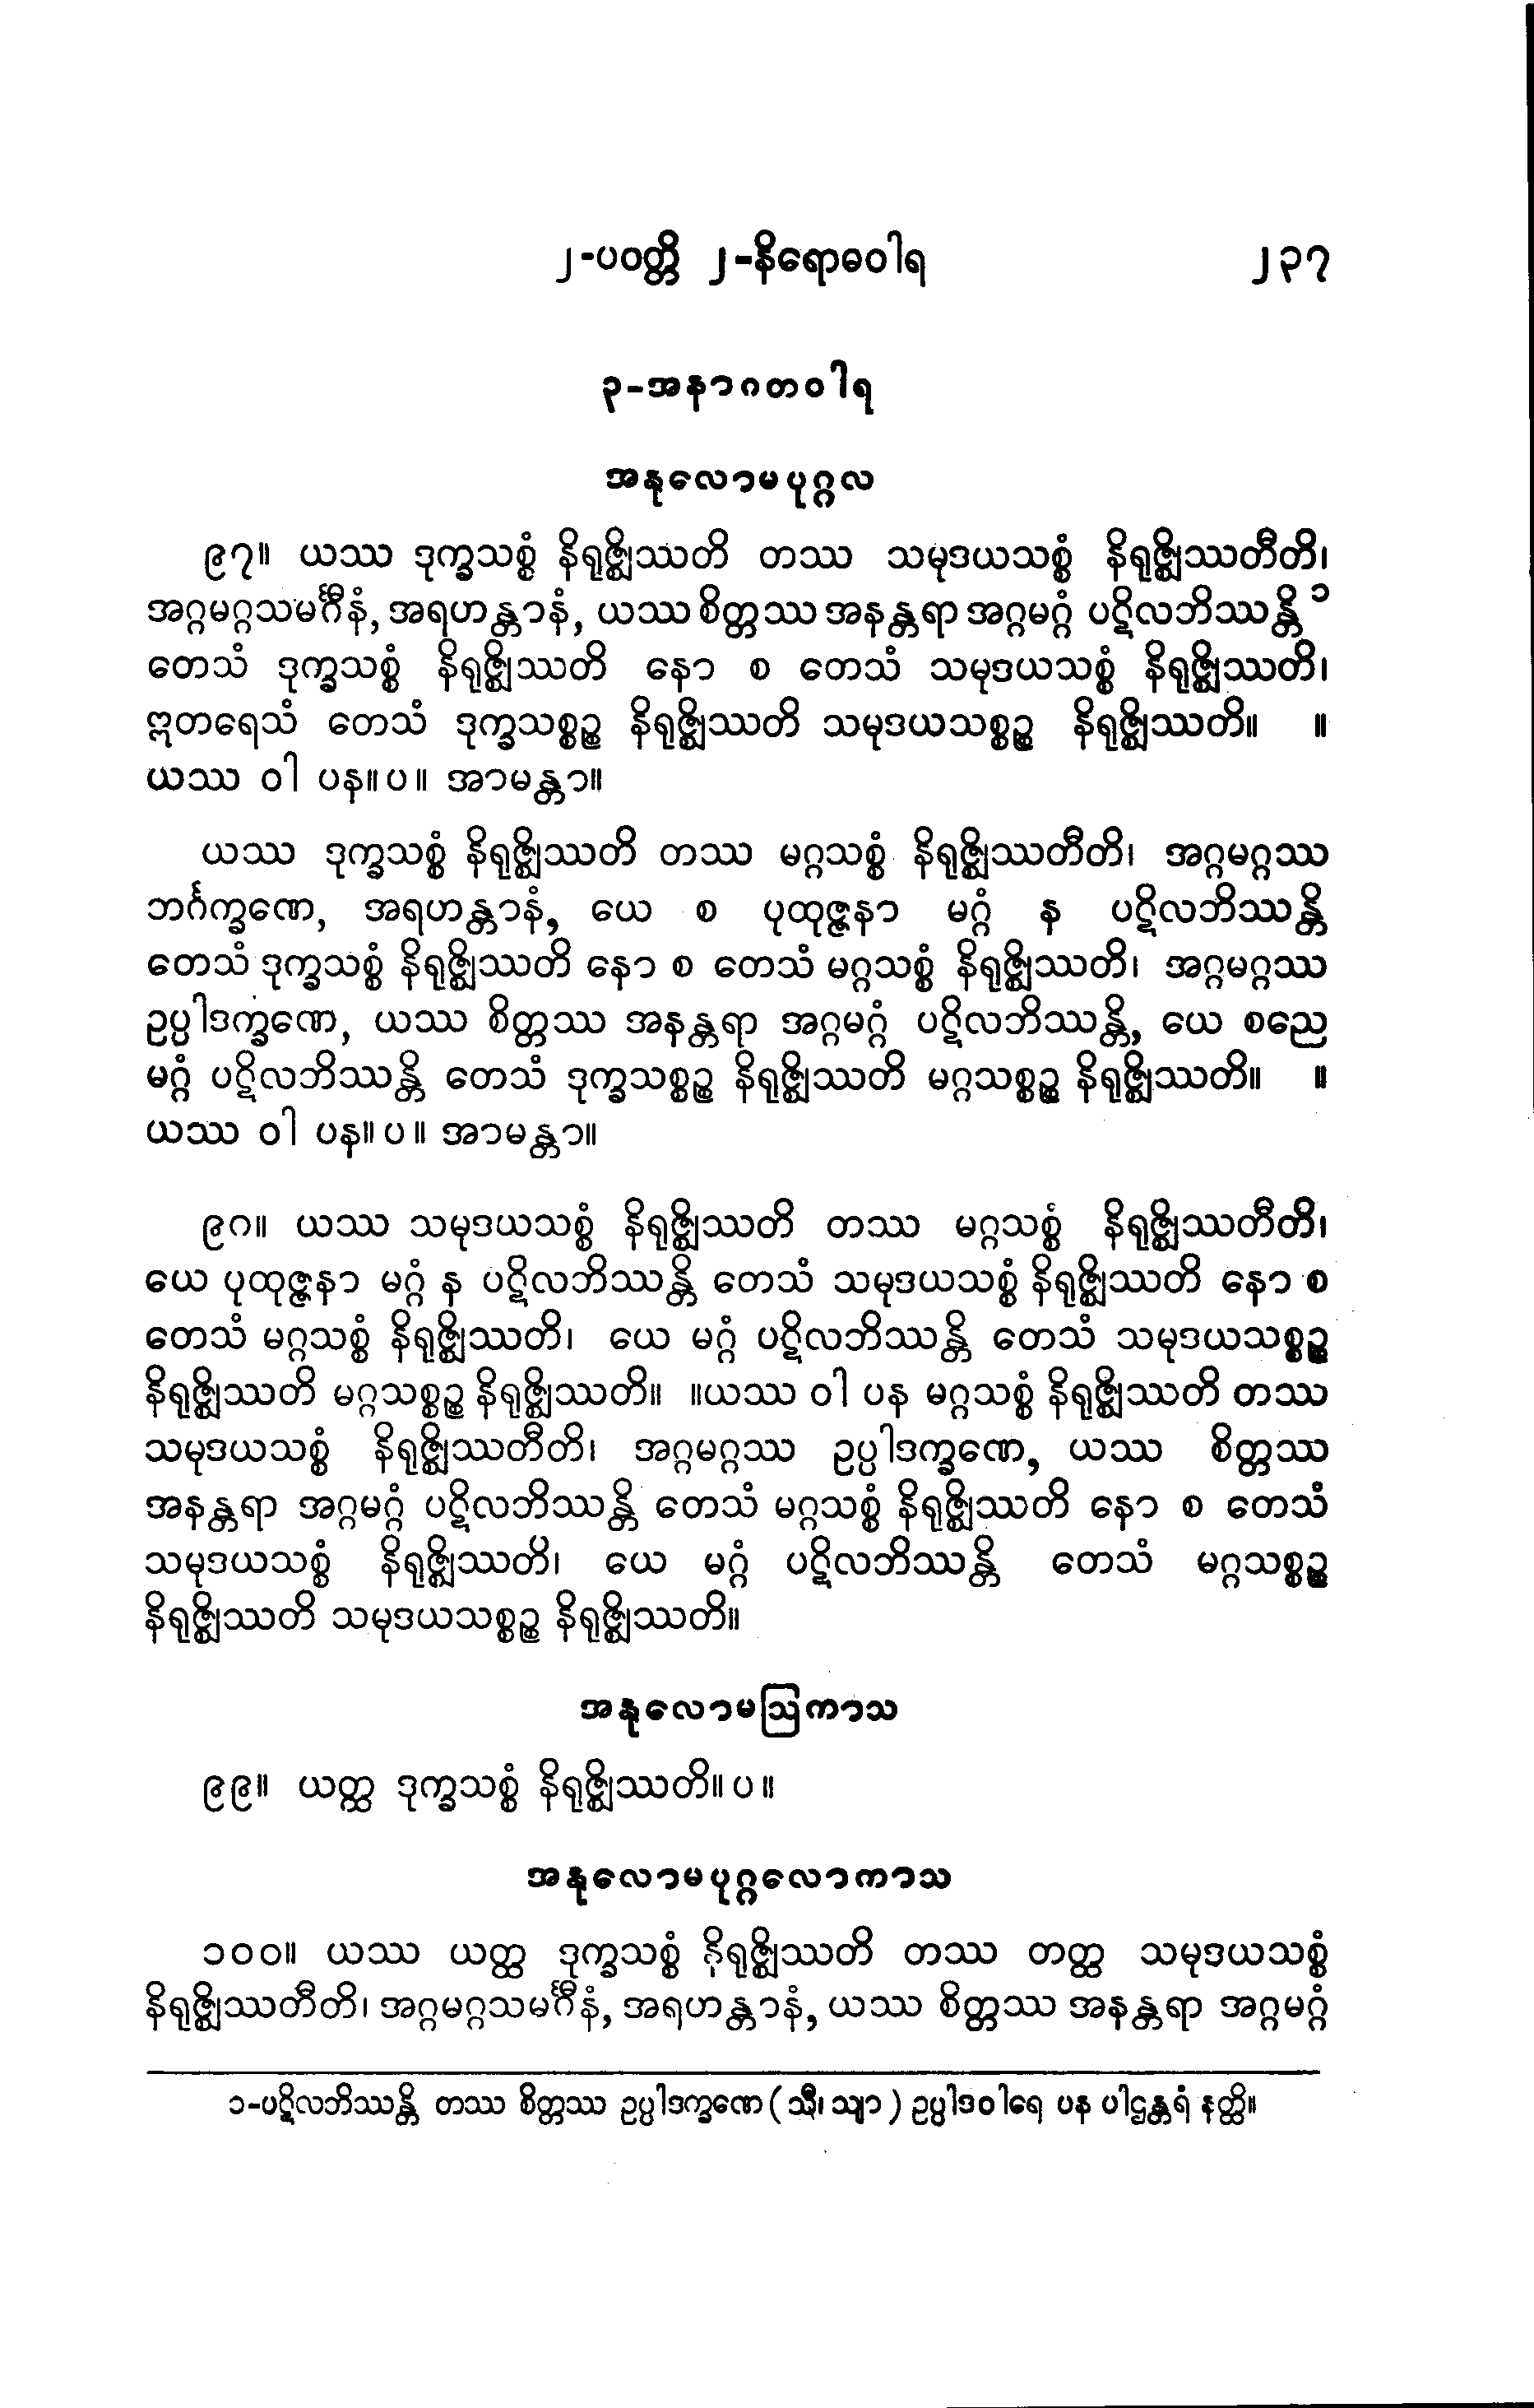 ၂-ပဝတ္တိ ၂-နိရောဓဝါရ ၂၃၇
၃-အနာဂတဝါရ
အနုလောမပုဂ္ဂလ
၉၇။ ယဿ ဒုက္ခသစ္စံ နိရုဇ္ဈိဿတိ တဿ သမုဒယသစ္စံ နိရုဇ္ဈိဿတီတိ၊
အဂ္ဂမဂ္ဂသမင်္ဂီနံ, အရဟန္တာနံ, ယဿ စိတ္တဿ အနန္တရာ အဂ္ဂမဂ္ဂံ ပဋိလဘိဿန္တိ ၁
တေသံ ဒုက္ခသစ္စံ နိရုဇ္ဈိဿတိ နော စ တေသံ သမုဒယသစ္စံ နိရုဇ္ဈိဿတိ၊
ဣတရေသံ တေသံ ဒုက္ခသစ္စဉ္စ နိရုဇ္ဈိဿတိ သမုဒယသစ္စဉ္စ နိရုဇ္ဈိဿတိ။ ။
ယဿ ဝါ ပန။ပ။ အာမန္တာ။
ယဿ ဒုက္ခသစ္စံ နိရုဇ္ဈိဿတိ တဿ မဂ္ဂသစ္စံ နိရုဇ္ဈိဿတီတိ၊ အဂ္ဂမဂ္ဂဿ
ဘင်္ဂက္ခဏေ, အရဟန္တာနံ, ယေ စ ပုထုဇ္ဇနာ မဂ္ဂံ န ပဋိလဘိဿန္တိ
တေသံ ဒုက္ခသစ္စံ နိရုဇ္ဈိဿတိ နော စ တေသံ မဂ္ဂသစ္စံ နိရုဇ္ဈိဿတိ၊ အဂ္ဂမဂ္ဂဿ
ဥပ္ပါဒက္ခဏေ, ယဿ စိတ္တဿ အနန္တရာ အဂ္ဂမဂ္ဂံ ပဋိလဘိဿန္တိ, ယေ စညေ
မဂ္ဂံ ပဋိလဘိဿန္တိ တေသံ ဒုက္ခသစ္စဉ္စ နိရုဇ္ဈိဿတိ မဂ္ဂသစ္စဉ္စ နိရုဇ္ဈိဿတိ။ ။
ယဿ ဝါ ပန။ပ။ အာမန္တာ။
၉၈။ ယဿ သမုဒယသစ္စံ နိရုဇ္ဈိဿတိ တဿ မဂ္ဂသစ္စံ နိရုဇ္ဈိဿတီတိ၊
ယေ ပုထုဇ္ဇနာ မဂ္ဂံ န ပဋိလဘိဿန္တိ တေသံ သမုဒယသစ္စံ နိရုဇ္ဈိဿတိ နော စ
တေသံ မဂ္ဂသစ္စံ နိရုဇ္ဈိဿတိ၊ ယေ မဂ္ဂံ ပဋိလဘိဿန္တိ တေသံ သမုဒယသစ္စဉ္စ
နိရုဇ္ဈိဿတိ မဂ္ဂသစ္စဉ္စ နိရုဇ္ဈိဿတိ။ ။ယဿ ဝါ ပန မဂ္ဂသစ္စံ နိရုဇ္ဈိဿတိ တဿ
သမုဒယသစ္စံ နိရုဇ္ဈိဿတီတိ၊ အဂ္ဂမဂ္ဂဿ ဥပ္ပါဒက္ခဏေ, ယဿ စိတ္တဿ
အနန္တရာ အဂ္ဂမဂ္ဂံ ပဋိလဘိဿန္တိ တေသံ မဂ္ဂသစ္စံ နိရုဇ္ဈိဿတိ နော စ တေသံ
သမုဒယသစ္စံ နိရုဇ္ဈိဿတိ၊ ယေ မဂ္ဂံ ပဋိလဘိဿန္တိ တေသံ မဂ္ဂသစ္စဉ္စ
နိရုဇ္ဈိဿတိ သမုဒယသစ္စဉ္စ နိရုဇ္ဈိဿတိ။
အနုလောမဩကာသ
၉၉။ ယတ္ထ ဒုက္ခသစ္စံ နိရုဇ္ဈိဿတိ။ပ။
အနုလောမပုဂ္ဂလောကာသ
၁၀၀။ ယဿ ယတ္ထ ဒုက္ခသစ္စံ နိရုဇ္ဈိဿတိ တဿ တတ္ထ သမုဒယသစ္စံ
နိရုဇ္ဈိဿတီတိ၊ အဂ္ဂမဂ္ဂသမင်္ဂီနံ, အရဟန္တာနံ, ယဿ စိတ္တဿ အနန္တရာ အဂ္ဂမဂ္ဂံ
၁-ပဋိလဘိဿန္တိ တဿ စိတ္တဿ ဥပ္ပါဒက္ခဏေ (သီ၊ သျာ) ဥပ္ပါဒဝါရေ ပန ပါဌန္တရံ နတ္ထိ။